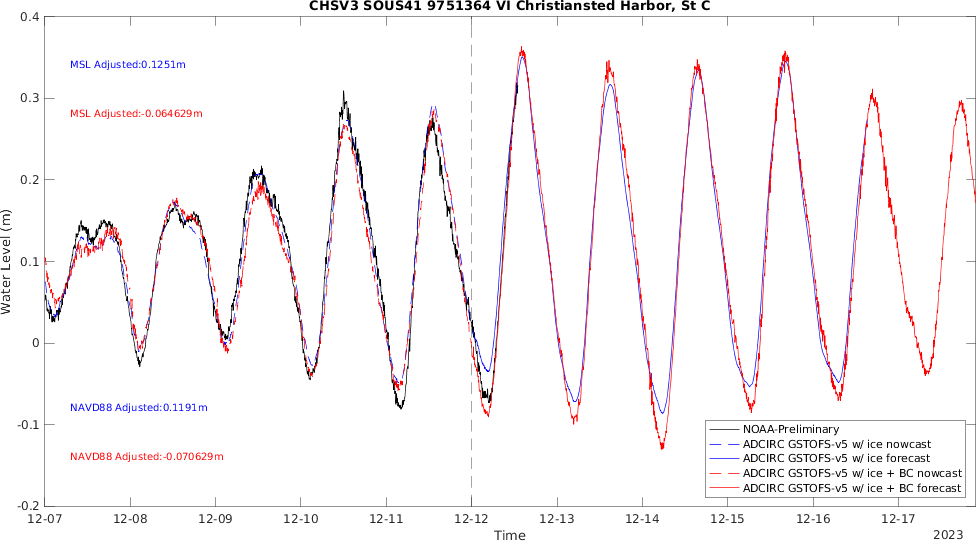 CHSV3 SOUS41 9751364 VI Christiansted Harbor, St C
0.4
0.3
0.2
0.1
0
-0.1
-0.2
Water Level (m)
MSL Adjusted:0.1251m
MSL Adjusted:-0.064629m
NAVD88 Adjusted:0.1191m
NAVD88 Adjusted:-0.070629m
NOAA-Preliminary
ADCIRC GSTOFS-v5 w/ ice nowcast
ADCIRC GSTOFS-v5 w/ ice forecast
ADCIRC GSTOFS-v5 w/ ice + BC nowcast
ADCIRC GSTOFS-v5 w/ ice + BC forecast
12-07 12-08 12-09 12-10 12-11 12-12 12-13 12-14 12-15 12-16 12-17
Time
2023